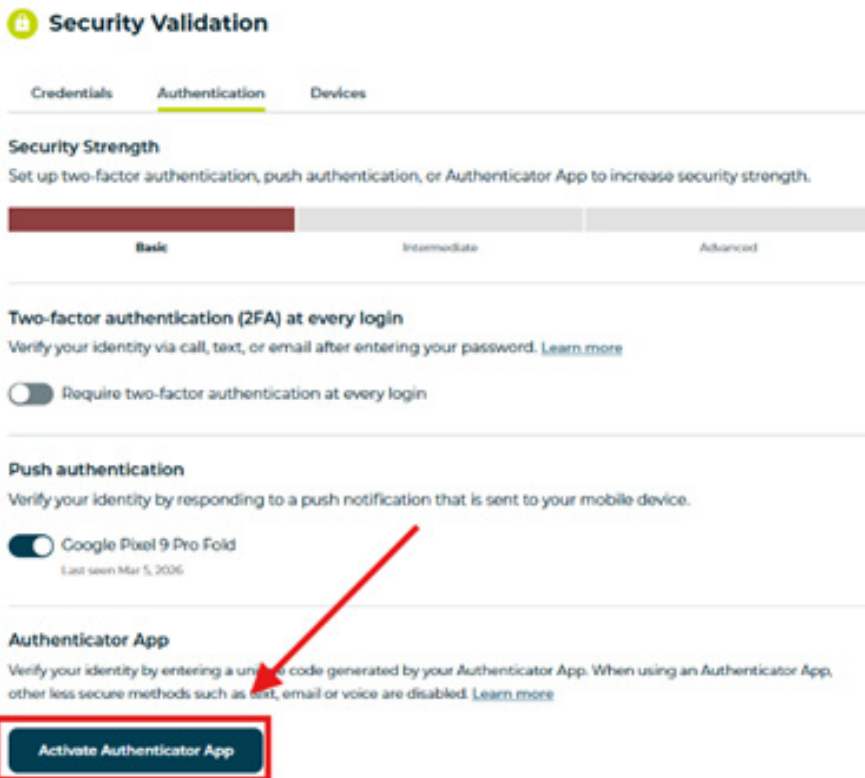 Security Validation
Credentials Authentication Devices
Security Strength
Set up two-factor authentication, push authentication, or Authenticator App to increase security strength.
Basic Intermediate Advanced
Two-factor authentication (2FA) at every login
Verify your identity via call, text, or email after entering your password. Learn more
Require two-factor authentication at every login
Push authentication
Verify your identity by responding to a push notification that is sent to your mobile device.
Google Pixel 9 Pro Fold
Last seen Mar 5, 2026
Authenticator App
Verify your identity by entering a unique code generated by your Authenticator App. When using an Authenticator App,
other less secure methods such as text, email or voice are disabled. Learn more
Activate Authenticator App